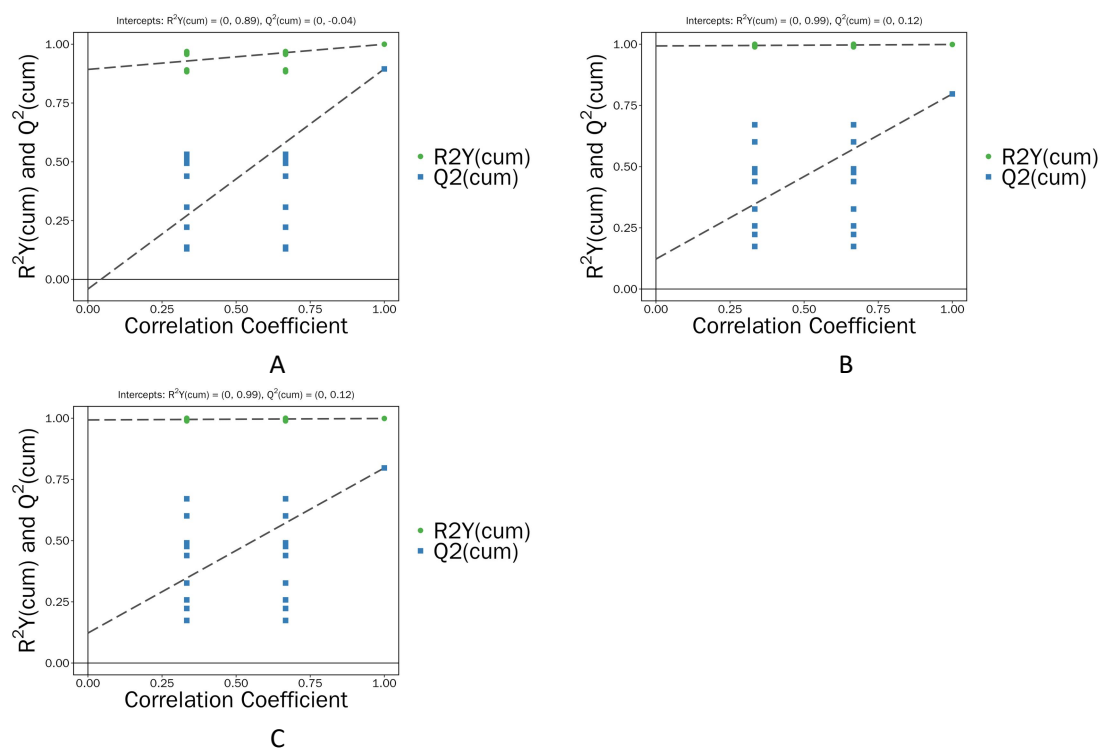 Intercepts: R²Y(cum) = (0, 0.89), Q²(cum) = (0, -0.04)
1.00
0.75
0.50
0.25
0.00
R²Y(cum) and Q²(cum)
0.00 0.25 0.50 0.75 1.00
Correlation Coefficient
R2Y(cum)
Q2(cum)
A
Intercepts: R²Y(cum) = (0, 0.99), Q²(cum) = (0, 0.12)
1.00
0.75
0.50
0.25
0.00
R²Y(cum) and Q²(cum)
0.00 0.25 0.50 0.75 1.00
Correlation Coefficient
R2Y(cum)
Q2(cum)
B
Intercepts: R²Y(cum) = (0, 0.99), Q²(cum) = (0, 0.12)
1.00
0.75
0.50
0.25
0.00
R²Y(cum) and Q²(cum)
0.00 0.25 0.50 0.75 1.00
Correlation Coefficient
R2Y(cum)
Q2(cum)
C